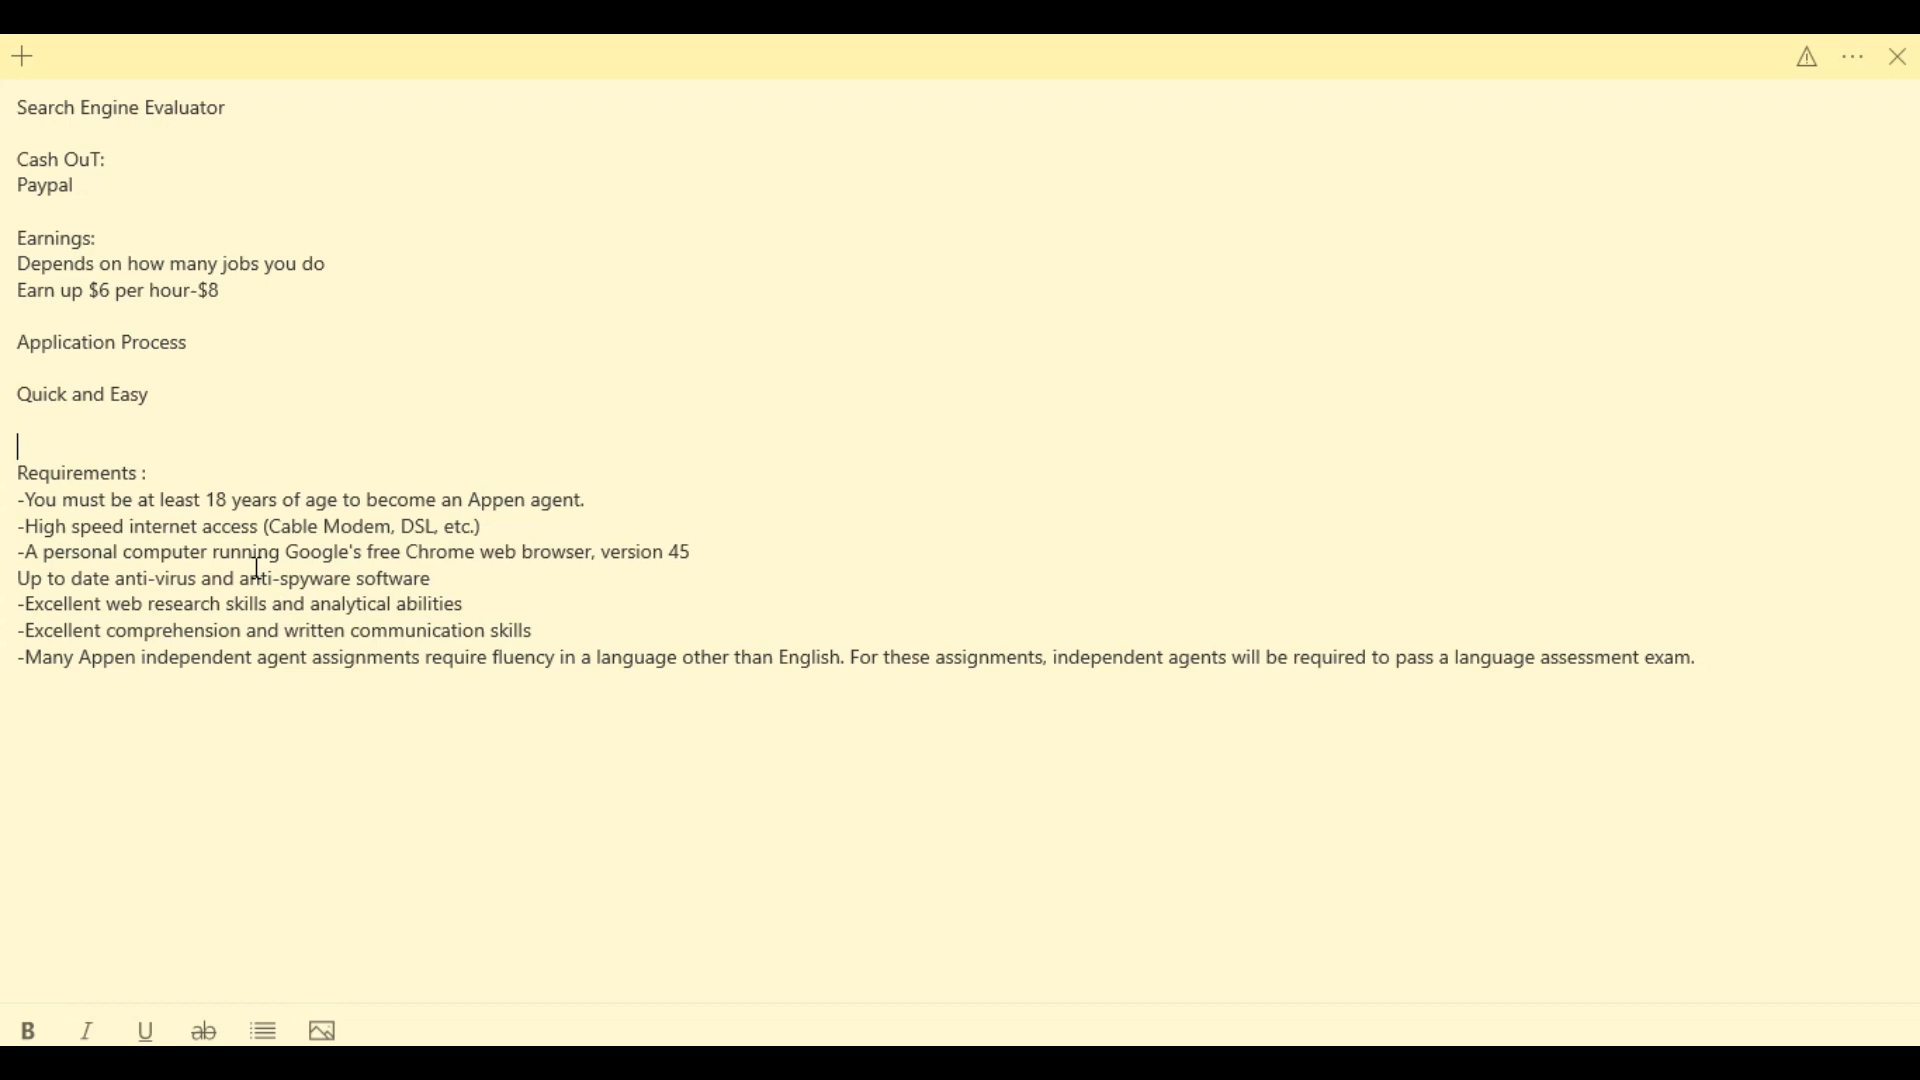 Search Engine Evaluator
Cash OuT:
Paypal
Earnings:
Depends on how many jobs you do
Earn up $6 per hour-$8
Application Process
Quick and Easy
Requirements :
-You must be at least 18 years of age to become an Appen agent.
-High speed internet access (Cable Modem, DSL, etc.)
-A personal computer running Google's free Chrome web browser, version 45
Up to date anti-virus and anti-spyware software
-Excellent web research skills and analytical abilities
-Excellent comprehension and written communication skills
-Many Appen independent agent assignments require fluency in a language other than English. For these assignments, independent agents will be required to pass a language assessment exam.
B I U ab